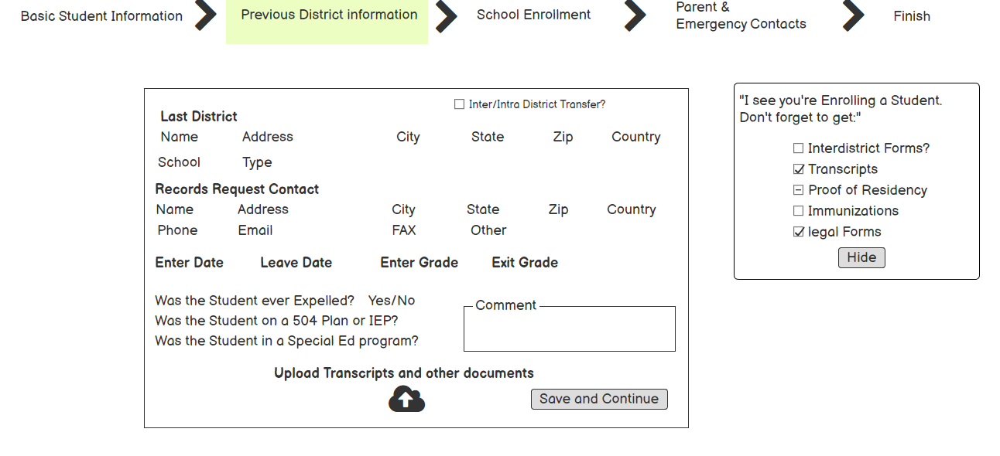 Basic Student Information
Previous District information
School Enrollment
Parent &
Emergency Contacts
Finish
Inter/Intra District Transfer?
Last District
Name Address City State Zip Country
School Type
Records Request Contact
Name Address City State Zip Country
Phone Email FAX Other
Enter Date Leave Date Enter Grade Exit Grade
Was the Student ever Expelled? Yes/No
Was the Student on a 504 Plan or IEP?
Was the Student in a Special Ed program?
Comment
Upload Transcripts and other documents
Save and Continue
"I see you're Enrolling a Student.
Don't forget to get:"
Interdistrict Forms?
Transcripts
Proof of Residency
Immunizations
legal Forms
Hide